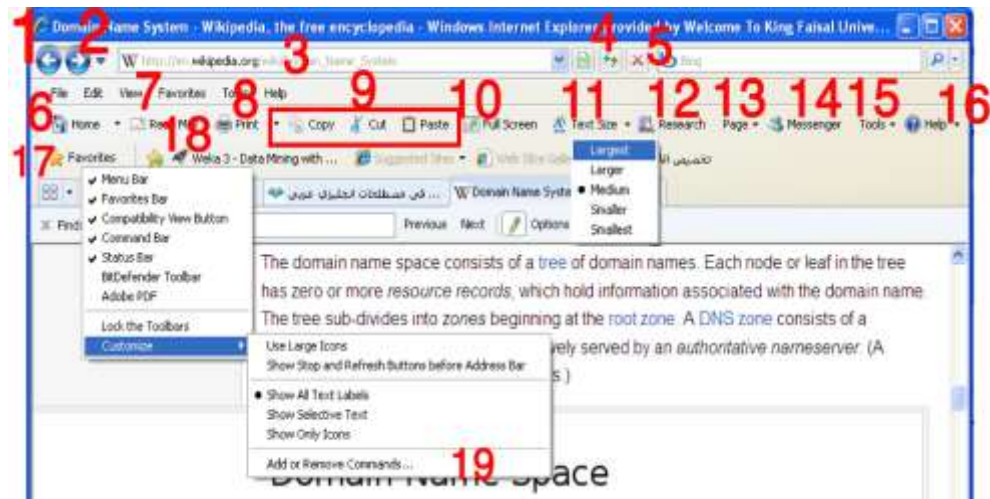 1 2 3 4 5
Domain Name System - Wikipedia, the free encyclopedia - Windows Internet Explorer provided by Welcome To King Faisal Unive...
wikipedia.org
File Edit View Favorites Tools Help
6 7 8 9 10 11 12 13 14 15 16
Home Read Mail Print Copy Cut Paste Full Screen Text Size Research Page Messenger Tools Help
17 18
Favorites Weka 3 - Data Mining with ... Suggested Sites Web Slice
Largest
Larger
Medium
Smaller
Smallest
Menu Bar
Favorites Bar
Compatibility View Button
Command Bar
Status Bar
BitDefender Toolbar
Adobe PDF
Lock the Toolbars
Customize
... في مصطلحات انجليزي عربي
Domain Name Syste
Find: Previous Next Options
The domain name space consists of a tree of domain names. Each node or leaf in the tree
has zero or more resource records, which hold information associated with the domain name.
The tree sub-divides into zones beginning at the root zone. A DNS zone consists of a
vely served by an authoritative nameserver. (A
s.)
Use Large Icons
Show Stop and Refresh Buttons before Address Bar
Show All Text Labels
Show Selective Text
Show Only Icons
Add or Remove Commands...
19
Domain Name Space